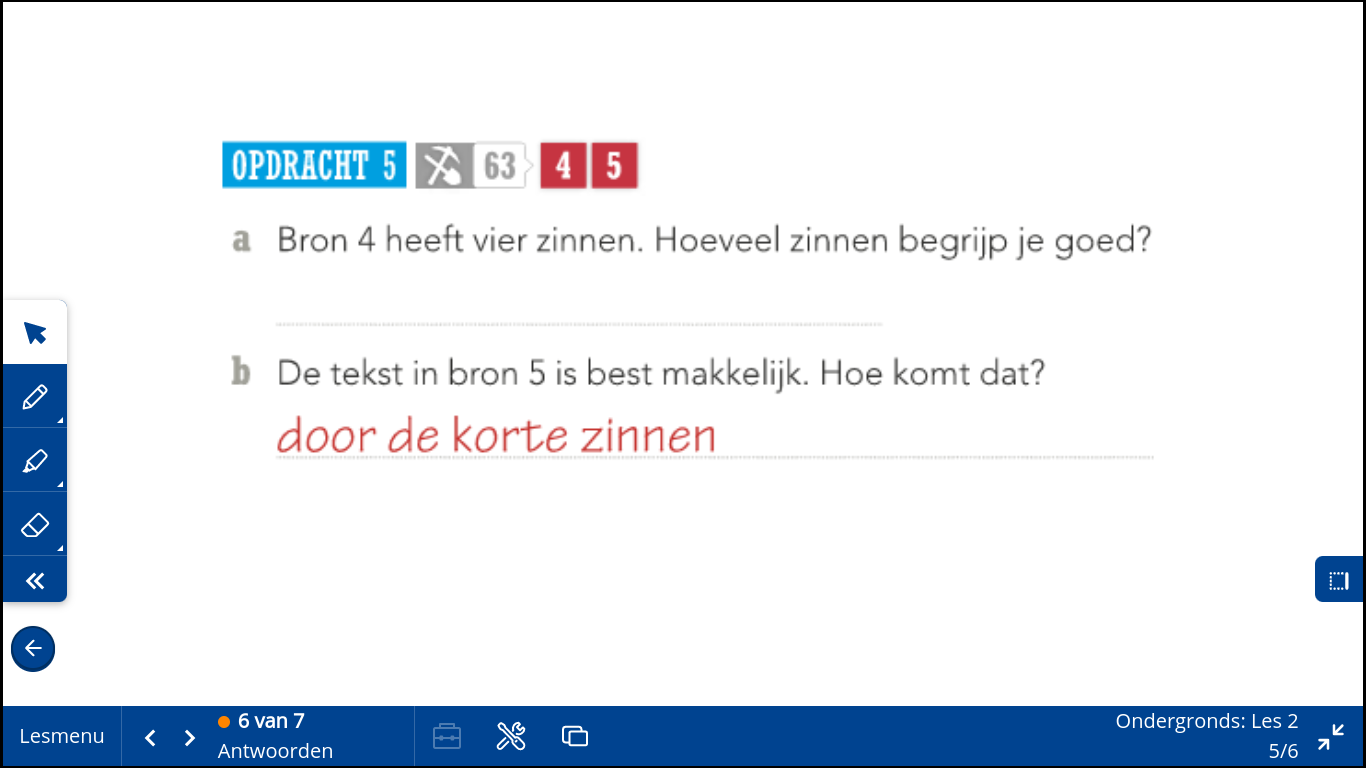 OPDRACHT 5 63 4 5
a Bron 4 heeft vier zinnen. Hoeveel zinnen begrijp je goed?
b De tekst in bron 5 is best makkelijk. Hoe komt dat?
door de korte zinnen
Lesmenu
6 van 7
Antwoorden
Ondergronds: Les 2
5/6